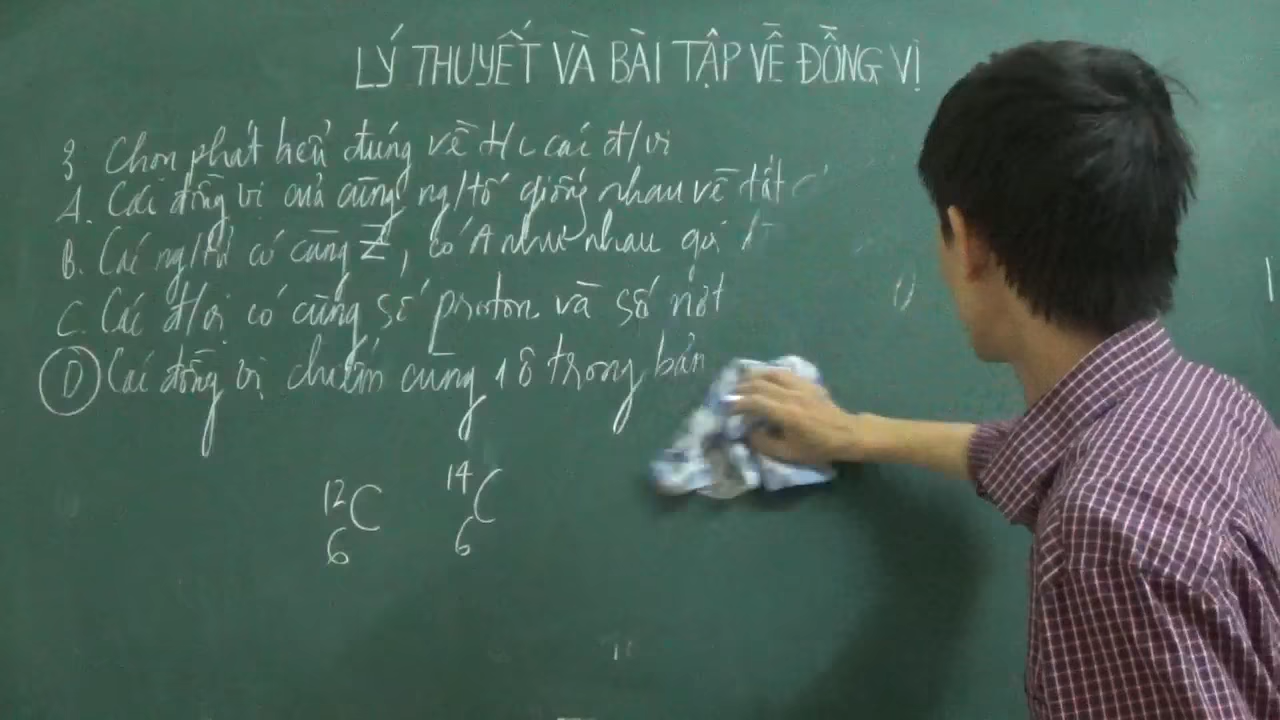 LÝ THUYẾT VÀ BÀI TẬP VỀ ĐỒNG VỊ
3 Chọn phát biểu đúng về t/c các đ/vị
A. Các đồng vị của cùng ng/tố giống nhau về tất
B. Các ng/tử có cùng Z, có A như nhau gọi
C. Các đ/vị có cùng số proton và số nơt
D Các đồng vị chiếm cùng 1 ô trong bản
12 C 14 C
6 6